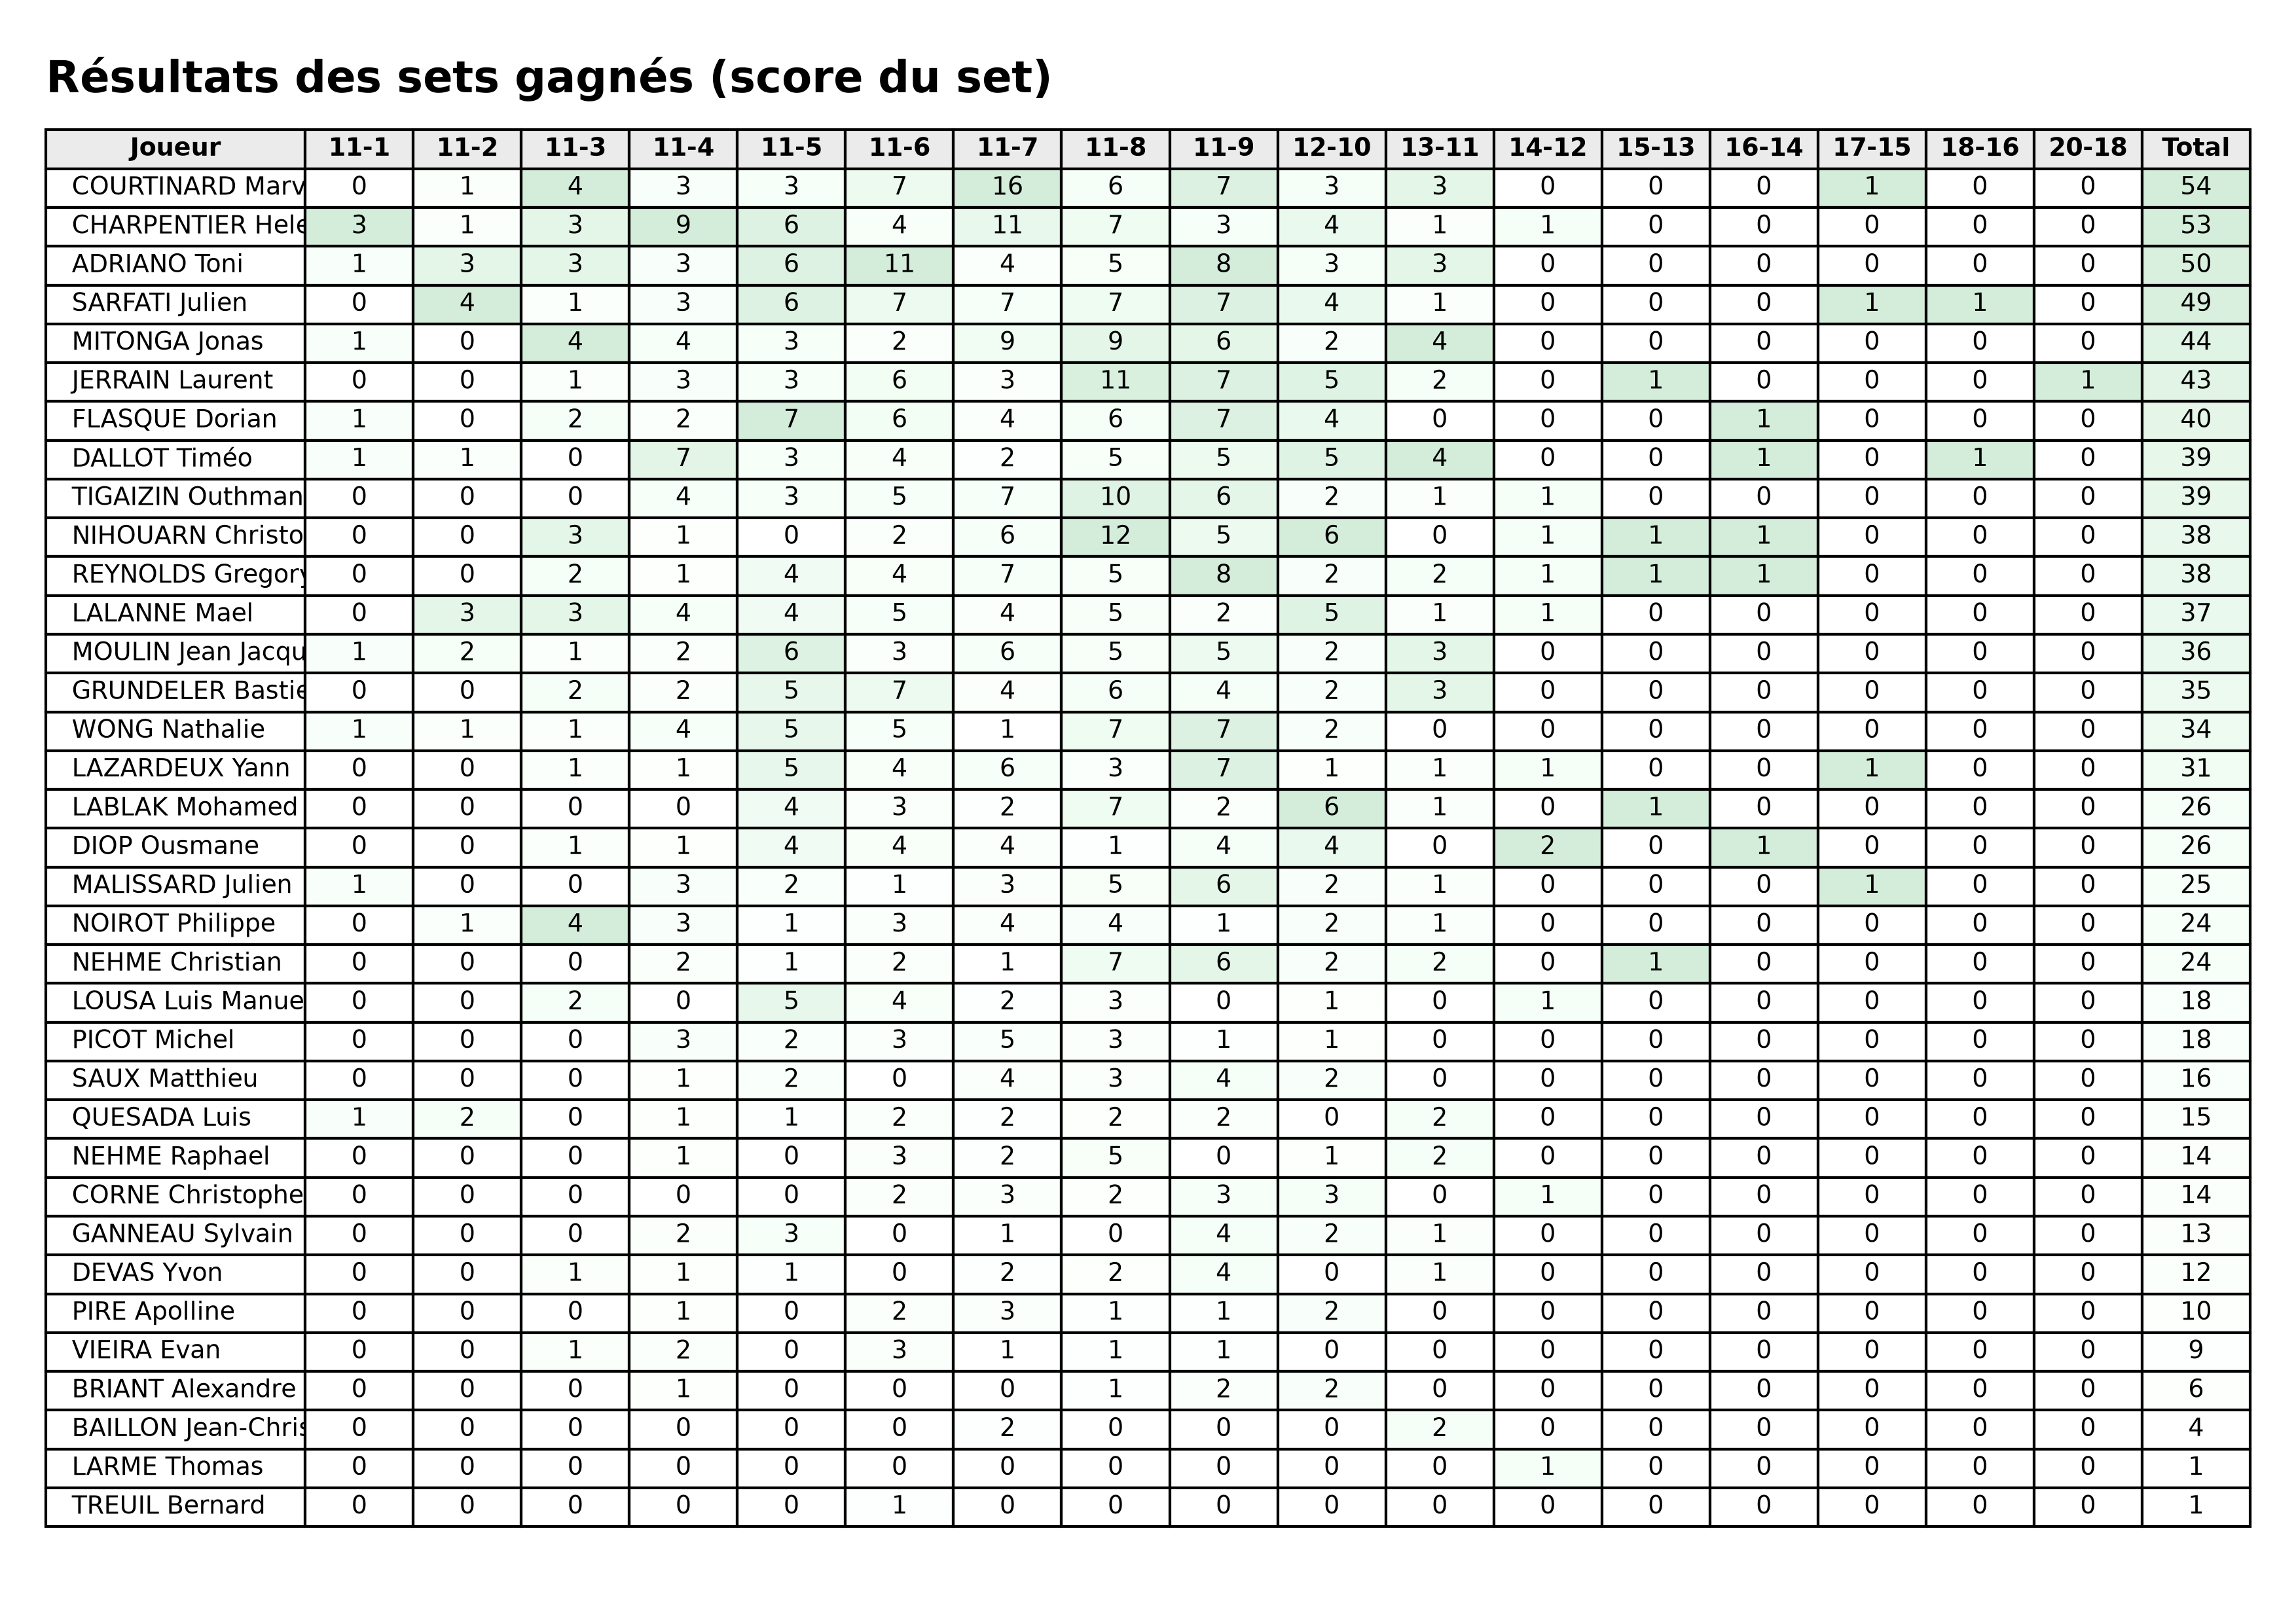 Résultats des sets gagnés (score du set)
Joueur 11-1 11-2 11-3 11-4 11-5 11-6 11-7 11-8 11-9 12-10 13-11 14-12 15-13 16-14 17-15 18-16 20-18 Total
COURTINARD Marv 0 1 4 3 3 7 16 6 7 3 3 0 0 0 1 0 0 54
CHARPENTIER Hele 3 1 3 9 6 4 11 7 3 4 1 1 0 0 0 0 0 53
ADRIANO Toni 1 3 3 3 6 11 4 5 8 3 3 0 0 0 0 0 0 50
SARFATI Julien 0 4 1 3 6 7 7 7 7 4 1 0 0 0 1 1 0 49
MITONGA Jonas 1 0 4 4 3 2 9 9 6 2 4 0 0 0 0 0 0 44
JERRAIN Laurent 0 0 1 3 3 6 3 11 7 5 2 0 1 0 0 0 1 43
FLASQUE Dorian 1 0 2 2 7 6 4 6 7 4 0 0 0 1 0 0 0 40
DALLOT Timéo 1 1 0 7 3 4 2 5 5 5 4 0 0 1 0 1 0 39
TIGAIZIN Outhman 0 0 0 4 3 5 7 10 6 2 1 1 0 0 0 0 0 39
NIHOUARN Christo 0 0 3 1 0 2 6 12 5 6 0 1 1 1 0 0 0 38
REYNOLDS Gregory 0 0 2 1 4 4 7 5 8 2 2 1 1 1 0 0 0 38
LALANNE Mael 0 3 3 4 4 5 4 5 2 5 1 1 0 0 0 0 0 37
MOULIN Jean Jacqu 1 2 1 2 6 3 6 5 5 2 3 0 0 0 0 0 0 36
GRUNDELER Bastie 0 0 2 2 5 7 4 6 4 2 3 0 0 0 0 0 0 35
WONG Nathalie 1 1 1 4 5 5 1 7 7 2 0 0 0 0 0 0 0 34
LAZARDEUX Yann 0 0 1 1 5 4 6 3 7 1 1 1 0 0 1 0 0 31
LABLAK Mohamed 0 0 0 0 4 3 2 7 2 6 1 0 1 0 0 0 0 26
DIOP Ousmane 0 0 1 1 4 4 4 1 4 4 0 2 0 1 0 0 0 26
MALISSARD Julien 1 0 0 3 2 1 3 5 6 2 1 0 0 0 1 0 0 25
NOIROT Philippe 0 1 4 3 1 3 4 4 1 2 1 0 0 0 0 0 0 24
NEHME Christian 0 0 0 2 1 2 1 7 6 2 2 0 1 0 0 0 0 24
LOUSA Luis Manue 0 0 2 0 5 4 2 3 0 1 0 1 0 0 0 0 0 18
PICOT Michel 0 0 0 3 2 3 5 3 1 1 0 0 0 0 0 0 0 18
SAUX Matthieu 0 0 0 1 2 0 4 3 4 2 0 0 0 0 0 0 0 16
QUESADA Luis 1 2 0 1 1 2 2 2 2 0 2 0 0 0 0 0 0 15
NEHME Raphael 0 0 0 1 0 3 2 5 0 1 2 0 0 0 0 0 0 14
CORNE Christophe 0 0 0 0 0 2 3 2 3 3 0 1 0 0 0 0 0 14
GANNEAU Sylvain 0 0 0 2 3 0 1 0 4 2 1 0 0 0 0 0 0 13
DEVAS Yvon 0 0 1 1 1 0 2 2 4 0 1 0 0 0 0 0 0 12
PIRE Apolline 0 0 0 1 0 2 3 1 1 2 0 0 0 0 0 0 0 10
VIEIRA Evan 0 0 1 2 0 3 1 1 1 0 0 0 0 0 0 0 0 9
BRIANT Alexandre 0 0 0 1 0 0 0 1 2 2 0 0 0 0 0 0 0 6
BAILLON Jean-Chris 0 0 0 0 0 0 2 0 0 0 2 0 0 0 0 0 0 4
LARME Thomas 0 0 0 0 0 0 0 0 0 0 0 1 0 0 0 0 0 1
TREUIL Bernard 0 0 0 0 0 1 0 0 0 0 0 0 0 0 0 0 0 1